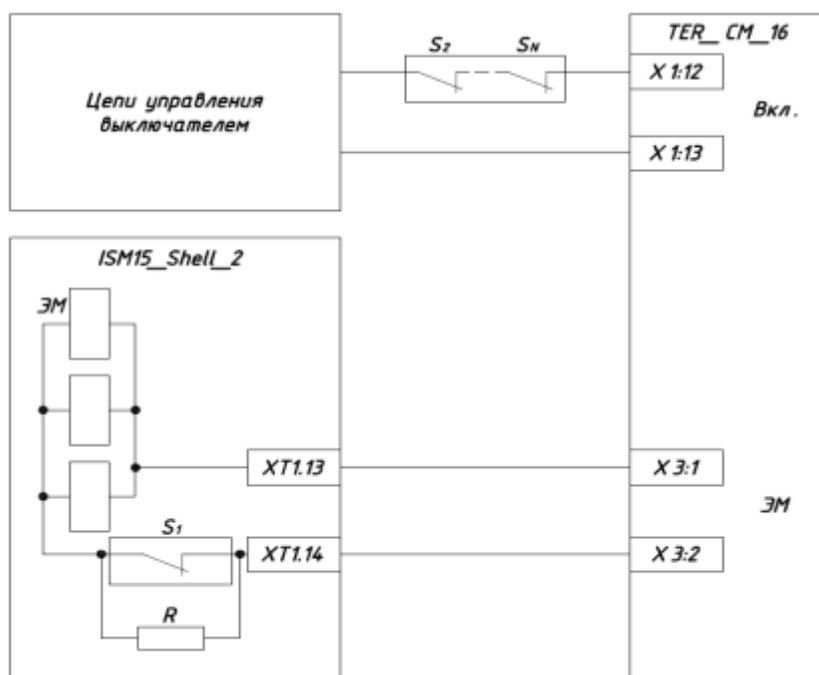 TER_ CM_16
S2
SN
X 1:12
Цепи управления
выключателем
Вкл.
X 1:13
ISM15_Shell_2
ЭМ
XT1.13
X 3:1
ЭМ
S1
XT1.14
X 3:2
R